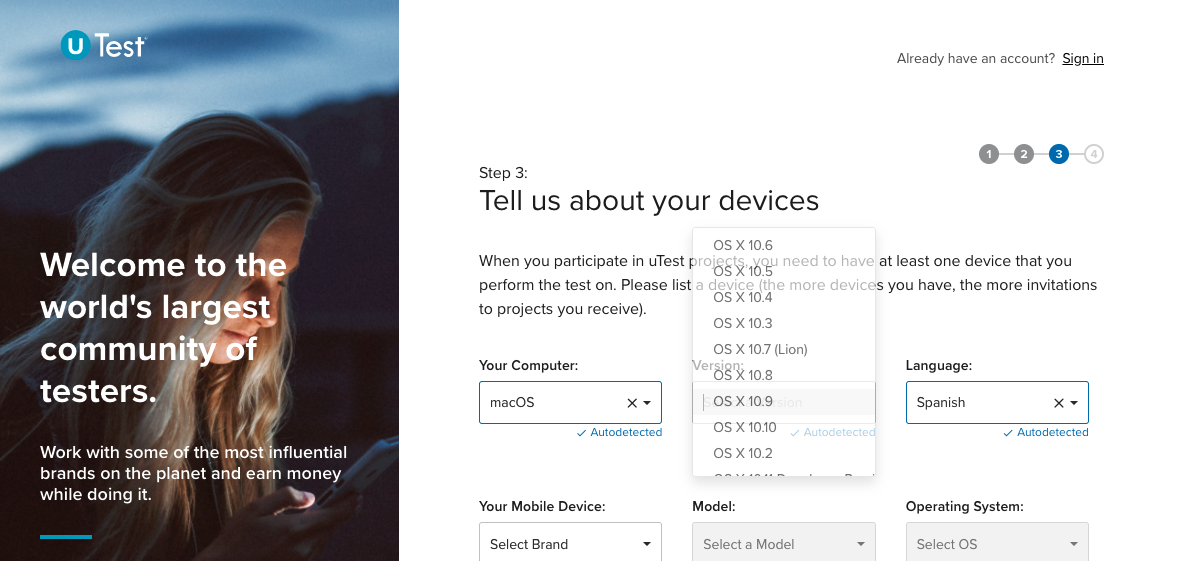 uTest
Welcome to the
world's largest
community of
testers.
Work with some of the most influential
brands on the planet and earn money
while doing it.
Already have an account? Sign in
1 2 3 4
Step 3:
Tell us about your devices
When you participate in uTest projects, you need to have at least one device that you
perform the test on. Please list a device (the more devices you have, the more invitations
to projects you receive).
OS X 10.6
OS X 10.5
OS X 10.4
OS X 10.3
OS X 10.7 (Lion)
OS X 10.8
OS X 10.9
OS X 10.10
OS X 10.2
Your Computer:
Version:
Language:
macOS
Spanish
Autodetected
Autodetected
Autodetected
Your Mobile Device:
Model:
Operating System:
Select Brand
Select a Model
Select OS